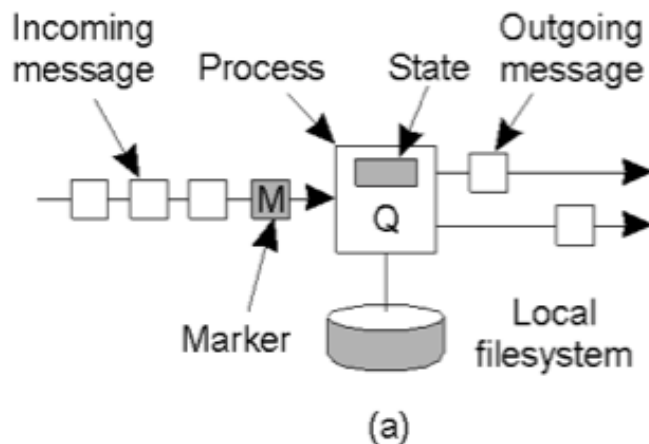 Incoming
message
Process
State
Outgoing
message
M
Q
Marker
Local
filesystem
(a)